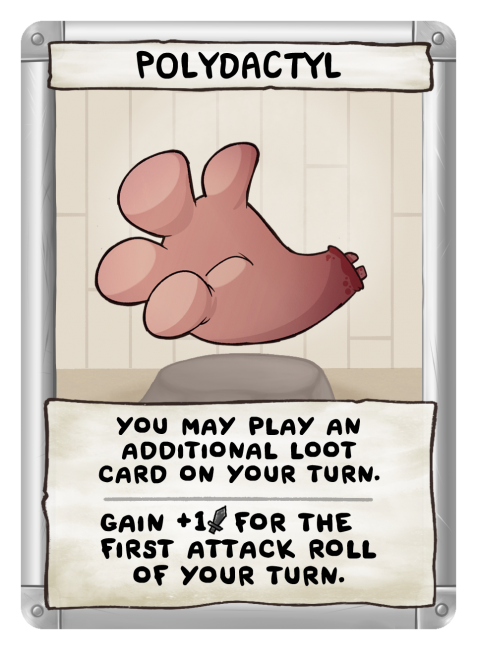 POLYDACTYL
YOU MAY PLAY AN
ADDITIONAL LOOT
CARD ON YOUR TURN.
GAIN +1 FOR THE
FIRST ATTACK ROLL
OF YOUR TURN.